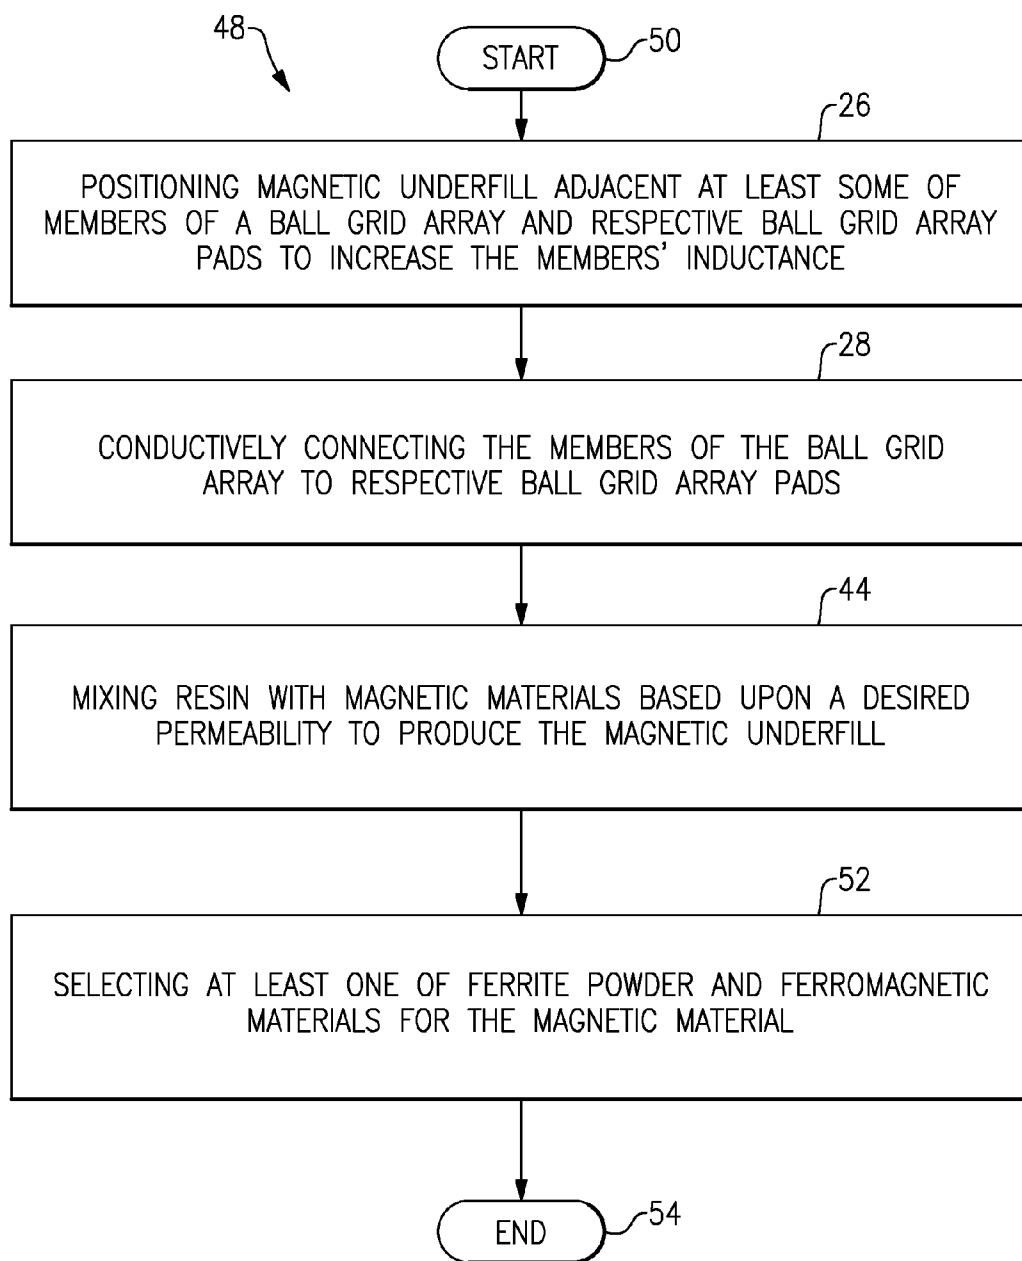 48
START
50
26
POSITIONING MAGNETIC UNDERFILL ADJACENT AT LEAST SOME OF
MEMBERS OF A BALL GRID ARRAY AND RESPECTIVE BALL GRID ARRAY
PADS TO INCREASE THE MEMBERS' INDUCTANCE
28
CONDUCTIVELY CONNECTING THE MEMBERS OF THE BALL GRID
ARRAY TO RESPECTIVE BALL GRID ARRAY PADS
44
MIXING RESIN WITH MAGNETIC MATERIALS BASED UPON A DESIRED
PERMEABILITY TO PRODUCE THE MAGNETIC UNDERFILL
52
SELECTING AT LEAST ONE OF FERRITE POWDER AND FERROMAGNETIC
MATERIALS FOR THE MAGNETIC MATERIAL
END
54